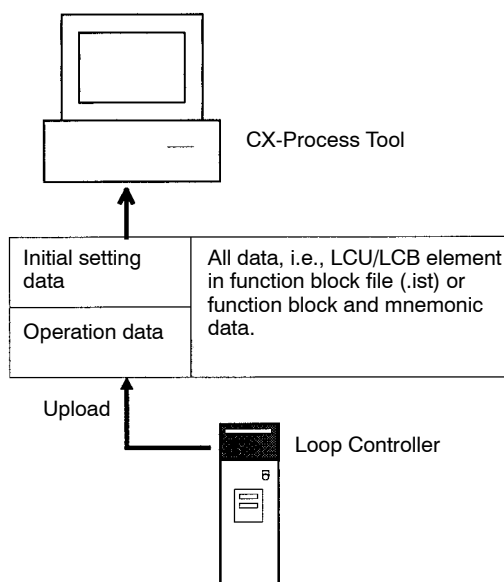 CX-Process Tool
Initial setting
data
All data, i.e., LCU/LCB element
in function block file (.ist) or
function block and mnemonic
data.
Operation data
Upload
Loop Controller